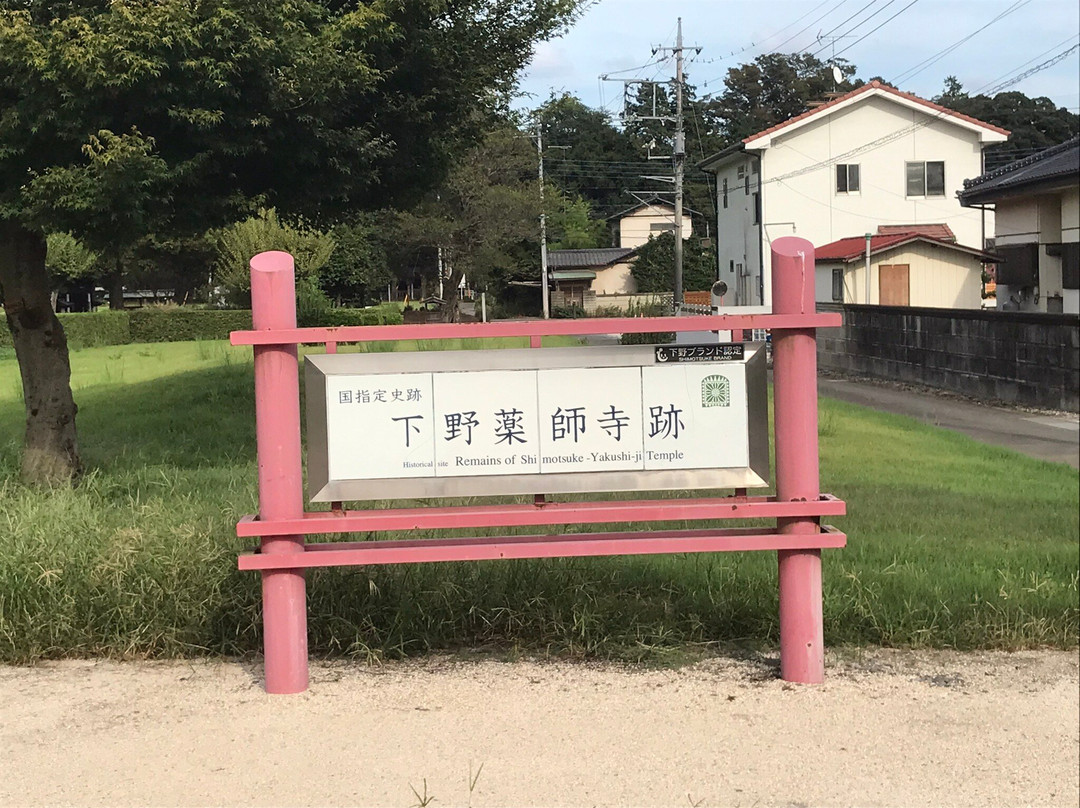 下野ブランド認定
SHIMOTSUKE BRAND
国指定史跡
下野薬師寺跡
Historical site Remains of Shimotsuke-Yakushi-ji Temple